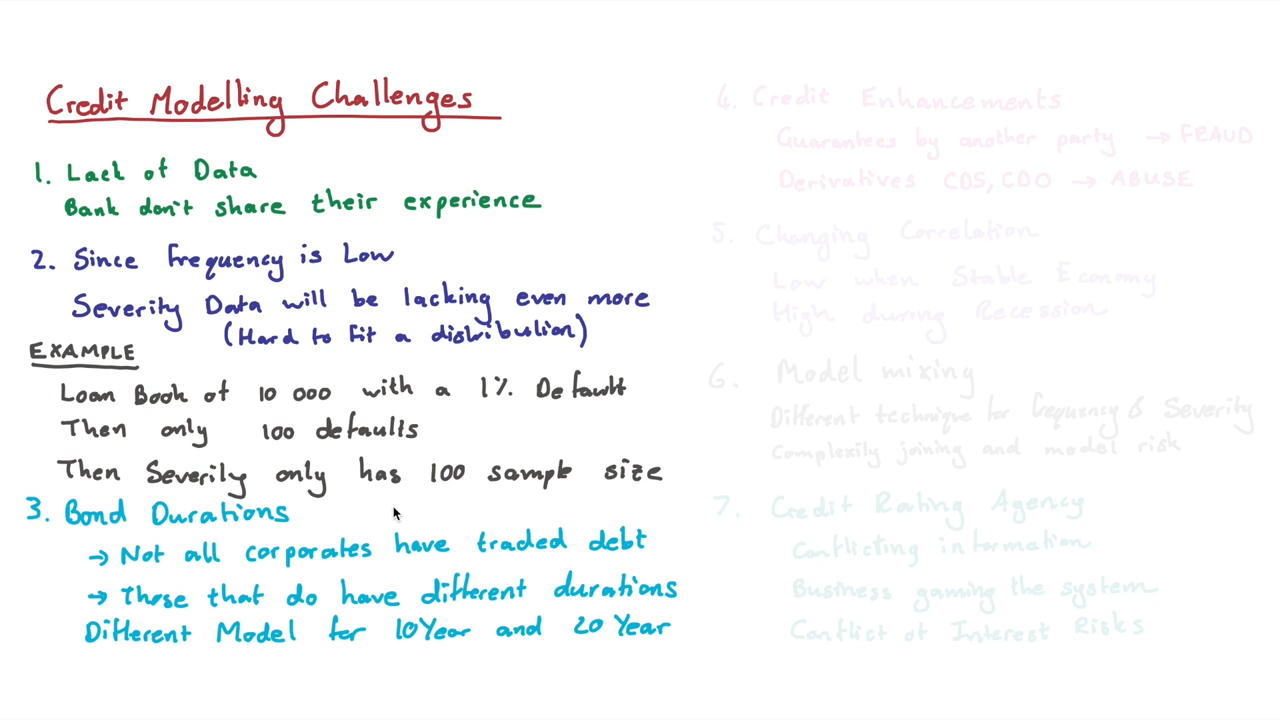 Credit Modelling Challenges
1. Lack of Data
Bank don't share their experience
2. Since frequency is Low
Severity Data will be lacking even more
(Hard to fit a distribution)
EXAMPLE
Loan Book of 10 000 with a 1% Default
Then only 100 defaults
Then Severity only has 100 sample size
3. Bond Durations
→ Not all corporates have traded debt
→ Those that do have different durations
Different Model for 10 Year and 20 Year
4. Credit Enhancements
Guarantees by another party → FRAUD
Derivatives CDS, CDO → ABUSE
5. Changing Correlation
Low when Stable Economy
High during Recession
6. Model mixing
Different technique for frequency & Severity
Complexity joining and model risk
7. Credit Rating Agency
Conflicting information
Business gaming the system
Conflict of Interest Risks